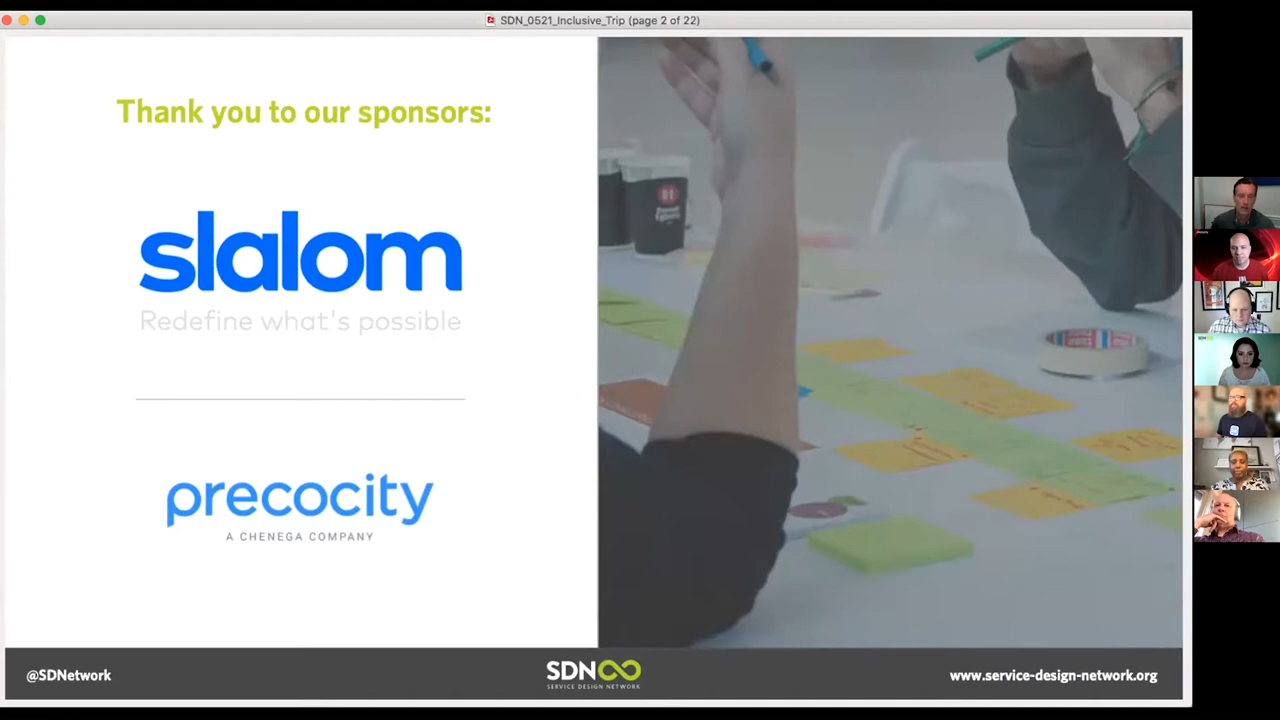 SDN_0521_Inclusive_Trip (page 2 of 22)
Thank you to our sponsors:
slalom
Redefine what's possible
precocity
A CHENEGA COMPANY
@SDNetwork
SDN
SERVICE DESIGN NETWORK
www.service-design-network.org